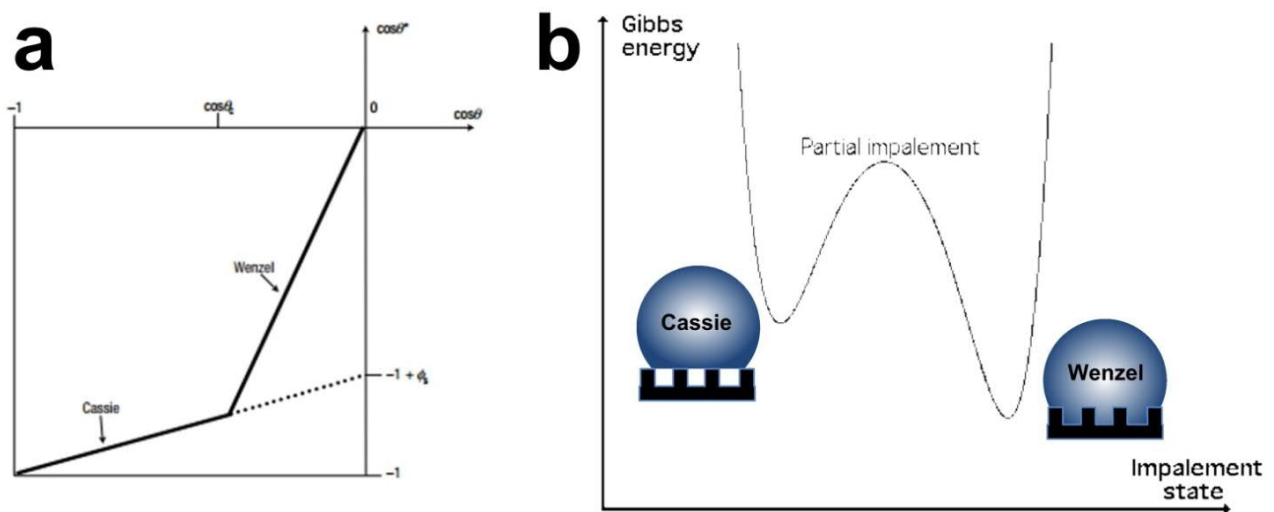 a
cosθ*
-1
cosθc
0
cosθ
Wenzel
-1 + ϕs
Cassie
-1
b
Gibbs
energy
Partial impalement
Cassie
Wenzel
Impalement
state